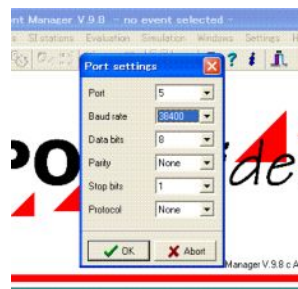 nt Manager V.9.8 - no event selected -
SI stations Evaluation Simulation Windows Settings H
Port settings
Port 5
Baud rate 38400
Data bits 8
Parity None
Stop bits 1
Protocol None
OK Abort
Manager V.9.8 c A